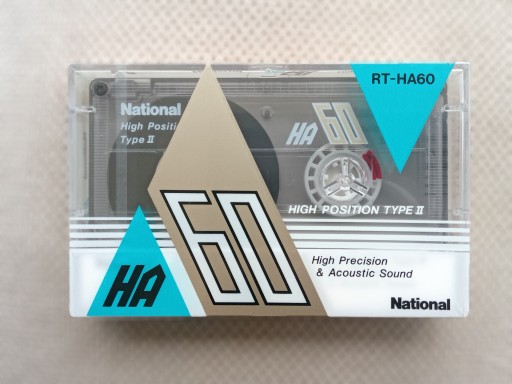 RT-HA60
National
High Positi
Type II
HA 60
HIGH POSITION TYPE II
60
HA
High Precision
& Acoustic Sound
National